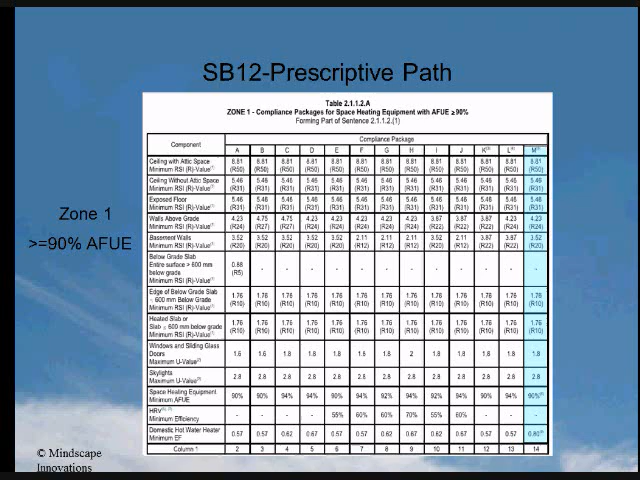 SB12-Prescriptive Path
Table 2.1.1.2.A
ZONE 1 - Compliance Packages for Space Heating Equipment with AFUE ≥90%
Forming Part of Sentence 2.1.1.2.(1)
Component
Compliance Package
A B C D E F G H I J K L M
Ceiling with Attic Space 8.81 8.81 8.81 8.81 8.81 8.81 8.81 8.81 8.81 8.81 8.81 8.81 8.81
Minimum RSI (R)-Value (R50) (R50) (R50) (R50) (R50) (R50) (R50) (R50) (R50) (R50) (R50) (R50) (R50)
Ceiling Without Attic Space 5.46 5.46 5.46 5.46 5.46 5.46 5.46 5.46 5.46 5.46 5.46 5.46 5.46
Minimum RSI (R)-Value (R31) (R31) (R31) (R31) (R31) (R31) (R31) (R31) (R31) (R31) (R31) (R31) (R31)
Exposed Floor 5.46 5.46 5.46 5.46 5.46 5.46 5.46 5.46 5.46 5.46 5.46 5.46 5.46
Minimum RSI (R)-Value (R31) (R31) (R31) (R31) (R31) (R31) (R31) (R31) (R31) (R31) (R31) (R31) (R31)
Walls Above Grade 4.23 4.75 4.75 4.23 4.23 4.23 4.23 4.23 3.87 3.87 3.87 4.23 4.23
Minimum RSI (R)-Value (R24) (R27) (R27) (R24) (R24) (R24) (R24) (R24) (R22) (R22) (R22) (R24) (R24)
Basement Walls 3.52 3.52 3.52 3.52 3.52 2.11 2.11 2.11 3.52 2.11 3.87 3.87 3.52
Minimum RSI (R)-Value (R20) (R20) (R20) (R20) (R20) (R12) (R12) (R12) (R20) (R12) (R22) (R22) (R20)
Below Grade Slab
Entire surface > 600 mm
below grade
Minimum RSI (R)-Value
0.88
(R5)
- - - - - - - - - - - -
Edge of Below Grade Slab
≤ 600 mm Below Grade
Minimum RSI (R)-Value
1.76 1.76 1.76 1.76 1.76 1.76 1.76 1.76 1.76 1.76 1.76 1.76 1.76
(R10) (R10) (R10) (R10) (R10) (R10) (R10) (R10) (R10) (R10) (R10) (R10) (R10)
Heated Slab or
Slab ≤ 600 mm below grade
Minimum RSI (R)-Value
1.76 1.76 1.76 1.76 1.76 1.76 1.76 1.76 1.76 1.76 1.76 1.76 1.76
(R10) (R10) (R10) (R10) (R10) (R10) (R10) (R10) (R10) (R10) (R10) (R10) (R10)
Windows and Sliding Glass
Doors
Maximum U-Value
1.6 1.6 1.8 1.8 1.8 1.8 1.8 2 1.8 1.8 1.8 1.8 1.8
Skylights
Maximum U-Value
2.8 2.8 2.8 2.8 2.8 2.8 2.8 2.8 2.8 2.8 2.8 2.8 2.8
Space Heating Equipment
Minimum AFUE
90% 90% 94% 94% 90% 94% 92% 94% 92% 94% 90% 94% 90%
HRV
Minimum Efficiency
- - - - 55% 60% 60% 70% 55% 60% - - -
Domestic Hot Water Heater
Minimum EF
0.57 0.57 0.62 0.67 0.57 0.57 0.62 0.67 0.67 0.62 0.57 0.57 0.80
Column 1 2 3 4 5 6 7 8 9 10 11 12 13 14
Zone 1
>=90% AFUE
© Mindscape
Innovations